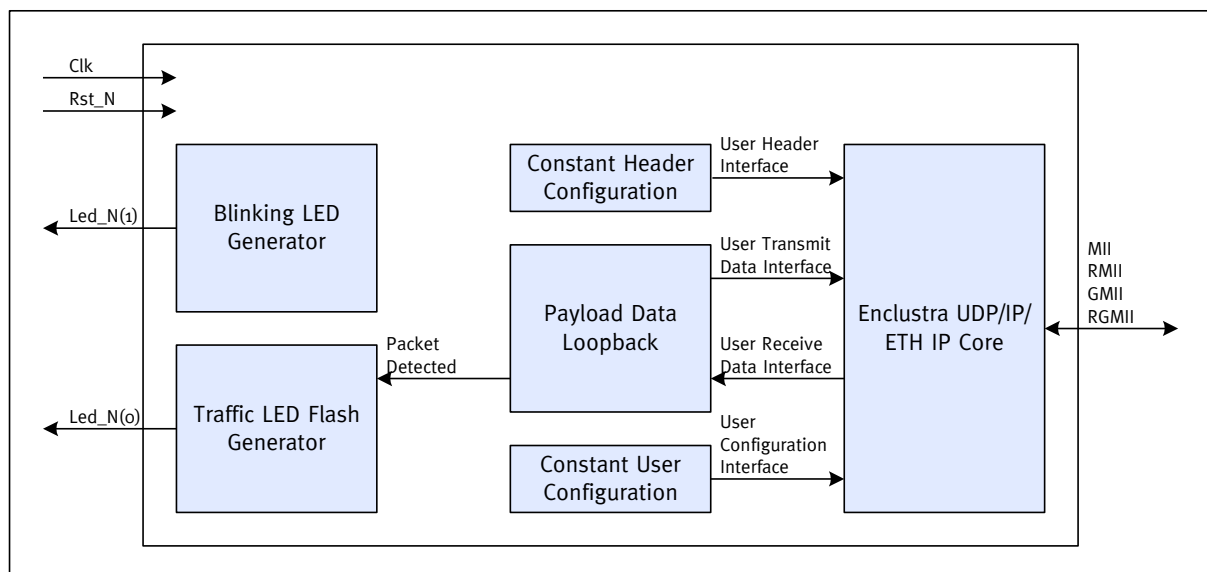 Clk
Rst_N
Led_N(1)
Blinking LED
Generator
Constant Header
Configuration
User Header
Interface
User Transmit
Data Interface
Payload Data
Loopback
Packet
Detected
User Receive
Data Interface
Enclustra UDP/IP/
ETH IP Core
MII
RMII
GMII
RGMII
Led_N(0)
Traffic LED Flash
Generator
Constant User
Configuration
User
Configuration
Interface